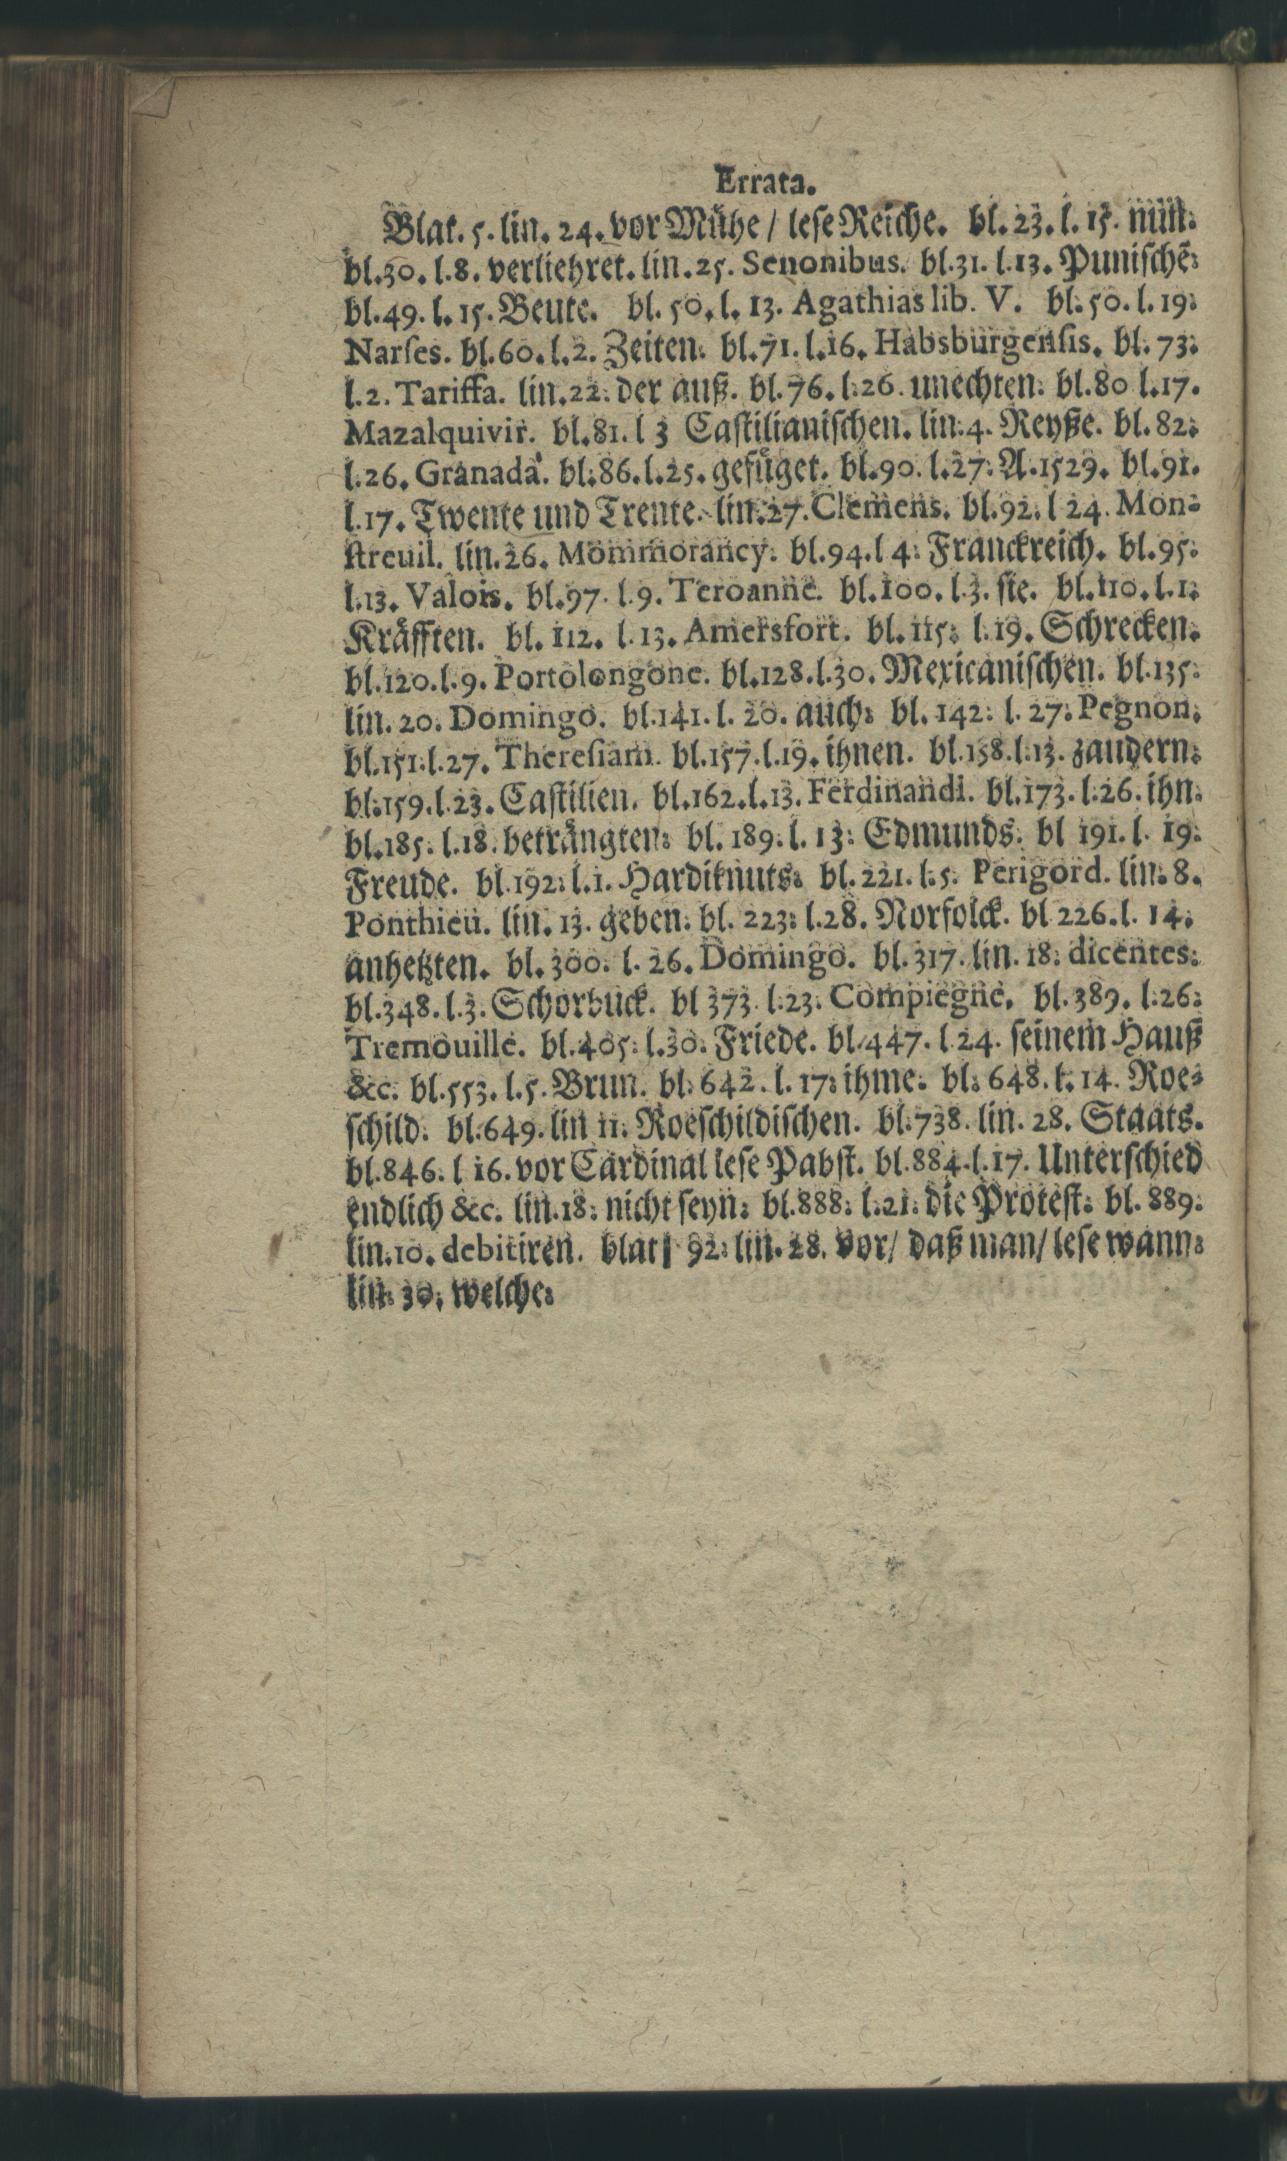 Errata.
Blat. 5. lin. 24. vor Mühe / lese Reiche. bl. 23. l. 15. nun.
bl. 30. l. 8. verliehret. lin. 25. Senonibus. bl. 31. l. 13. Punischē.
bl. 49. l. 15. Beute. bl. 50. l. 13. Agathias lib. V. bl. 50. l. 19.
Narses. bl. 60. l. 2. Zeiten. bl. 71. l. 16. Habsburgensis. bl. 73.
l. 2. Tariffa. lin. 22. der auß. bl. 76. l. 26. unechten. bl. 80 l. 17.
Mazalquivir. bl. 81. l 3 Castilianischen. lin. 4. Reyße. bl. 82.
l. 26. Granada. bl. 86. l. 25. gefüget. bl. 90. l. 27. A. 1529. bl. 91.
l. 17. Twente und Trente. lin. 27. Clemens. bl. 92. l 24. Mon-
streuil. lin. 26. Mommorancy. bl. 94. l 4. Franckreich. bl. 95.
l. 13. Valois. bl. 97. l. 9. Teroanne. bl. 100. l. 3. sie. bl. 110. l. 1.
Kräfften. bl. 112. l. 13. Amersfort. bl. 115. l. 19. Schrecken.
bl. 120. l. 9. Portolongone. bl. 128. l. 30. Mexicanischen. bl. 135.
lin. 20. Domingo. bl. 141. l. 20. auch. bl. 142. l. 27. Pegnon.
bl. 151. l. 27. Theresiam. bl. 157. l. 19. ihnen. bl. 158. l. 13. zaudern.
bl. 159. l. 23. Castilien. bl. 162. l. 13. Ferdinandi. bl. 173. l. 26. ihn.
bl. 185. l. 18. beträngten. bl. 189. l. 13. Edmunds. bl 191. l. 19.
Freude. bl. 192. l. 1. Hardiknuts. bl. 221. l. 5. Perigord. lin. 8.
Ponthieu. lin. 13. geben. bl. 223. l. 28. Norfolck. bl 226. l. 14.
anhetzten. bl. 300. l. 26. Domingo. bl. 317. lin. 18. dicentes.
bl. 348. l. 3. Schorbuck. bl 373. l. 23. Compiegne. bl. 389. l. 26.
Tremouille. bl. 405. l. 30. Friede. bl. 447. l 24. seinem Hauß
&c. bl. 553. l. 5. Brun. bl. 642. l. 17. ihme. bl. 648. l. 14. Roe-
schild. bl. 649. lin 11. Roeschildischen. bl. 738. lin. 28. Staats.
bl. 846. l 16. vor Cardinal lese Pabst. bl. 884. l. 17. Unterschied
endlich &c. lin. 18. nicht seyn. bl. 888. l. 21. die Protest. bl. 889.
lin. 10. debitiren. blat 92. lin. 28. vor / daß man / lese wann.
lin. 30. welche.